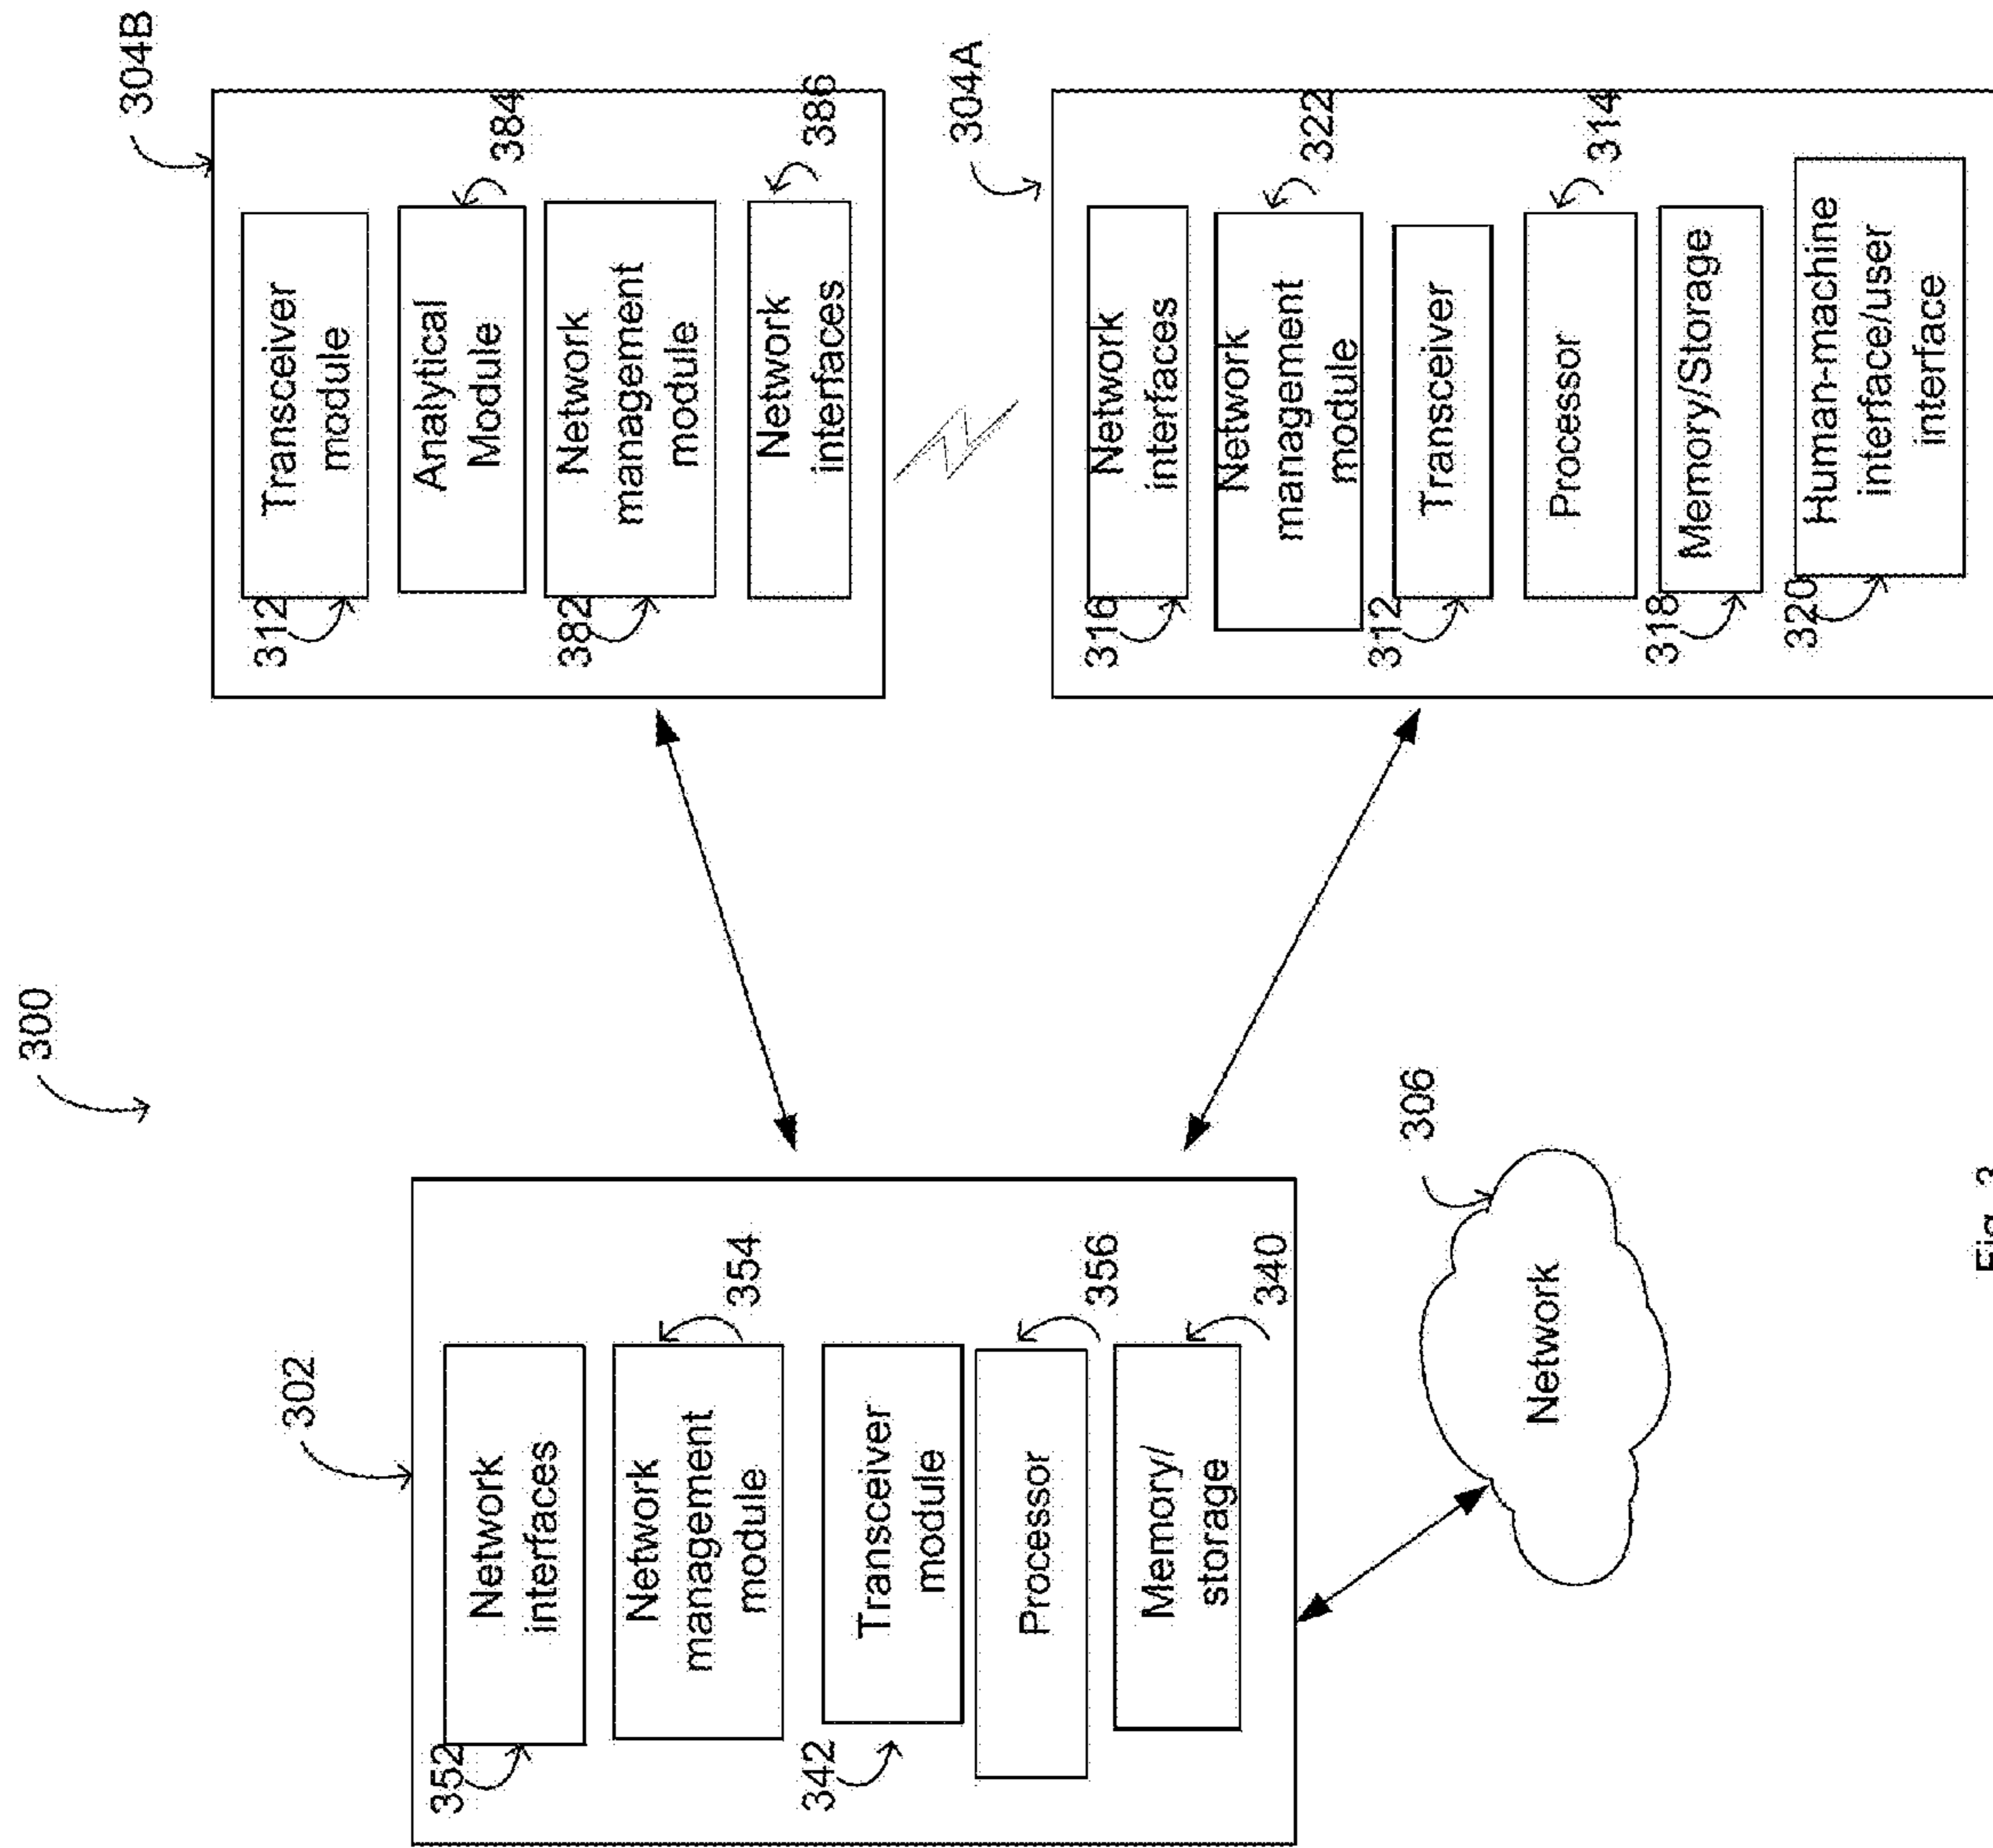 300
302
Network
interfaces
352
Network
management
module
354
Transceiver
module
342
Processor
356
Memory/
storage
340
306
Network
304B
Transceiver
module
312
Analytical
Module
384
Network
management
module
382
Network
interfaces
386
304A
Network
interfaces
316
Network
management
module
322
Transceiver
312
Processor
314
Memory/Storage
318
Human-machine
interface/user
interface
320
Fig. 3